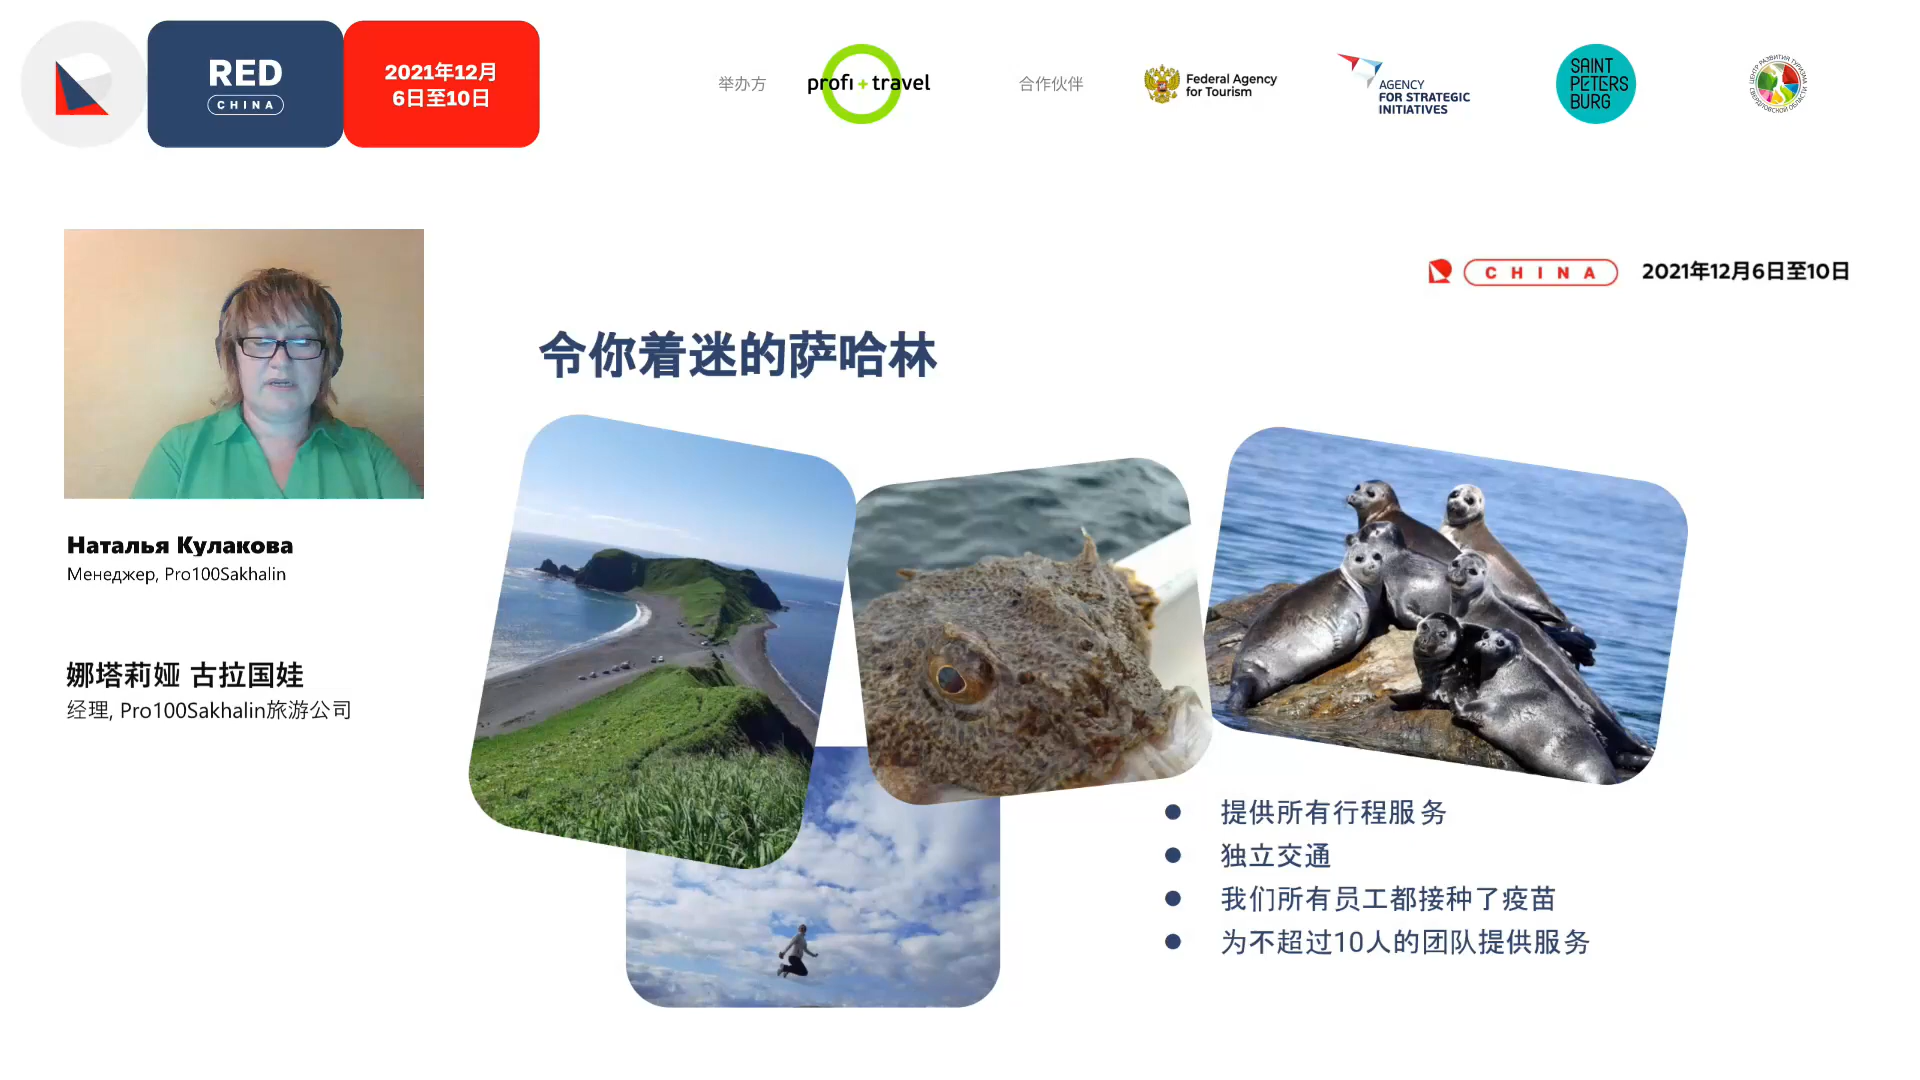 RED
CHINA
2021年12月
6日至10日
举办方
profi + travel
合作伙伴
Federal Agency
for Tourism
AGENCY
FOR STRATEGIC
INITIATIVES
SAINT
PETERS
BURG
ЦЕНТР РАЗВИТИЯ ТУРИЗМА
СВЕРДЛОВСКОЙ ОБЛАСТИ
CHINA
2021年12月6日至10日
令你着迷的萨哈林
Наталья Кулакова
Менеджер, Pro100Sakhalin
娜塔莉娅 古拉国娃
经理, Pro100Sakhalin旅游公司
● 提供所有行程服务
● 独立交通
● 我们所有员工都接种了疫苗
● 为不超过10人的团队提供服务